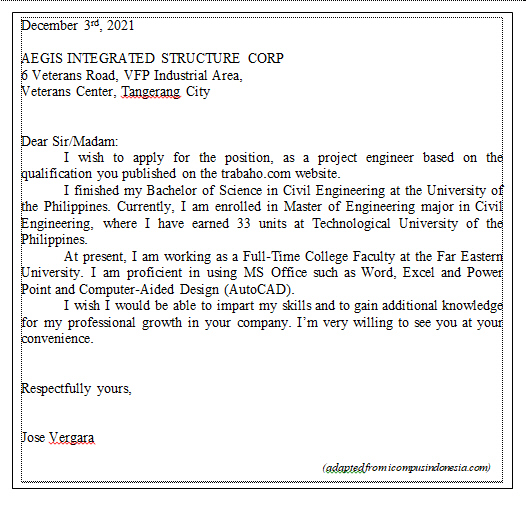 December 3rd, 2021
AEGIS INTEGRATED STRUCTURE CORP
6 Veterans Road, VFP Industrial Area,
Veterans Center, Tangerang City
Dear Sir/Madam:
I wish to apply for the position, as a project engineer based on the
qualification you published on the trabaho.com website.
I finished my Bachelor of Science in Civil Engineering at the University of
the Philippines. Currently, I am enrolled in Master of Engineering major in Civil
Engineering, where I have earned 33 units at Technological University of the
Philippines.
At present, I am working as a Full-Time College Faculty at the Far Eastern
University. I am proficient in using MS Office such as Word, Excel and Power
Point and Computer-Aided Design (AutoCAD).
I wish I would be able to impart my skills and to gain additional knowledge
for my professional growth in your company. I’m very willing to see you at your
convenience.
Respectfully yours,
Jose Vergara
(adaptedfromicompusindonesia.com)